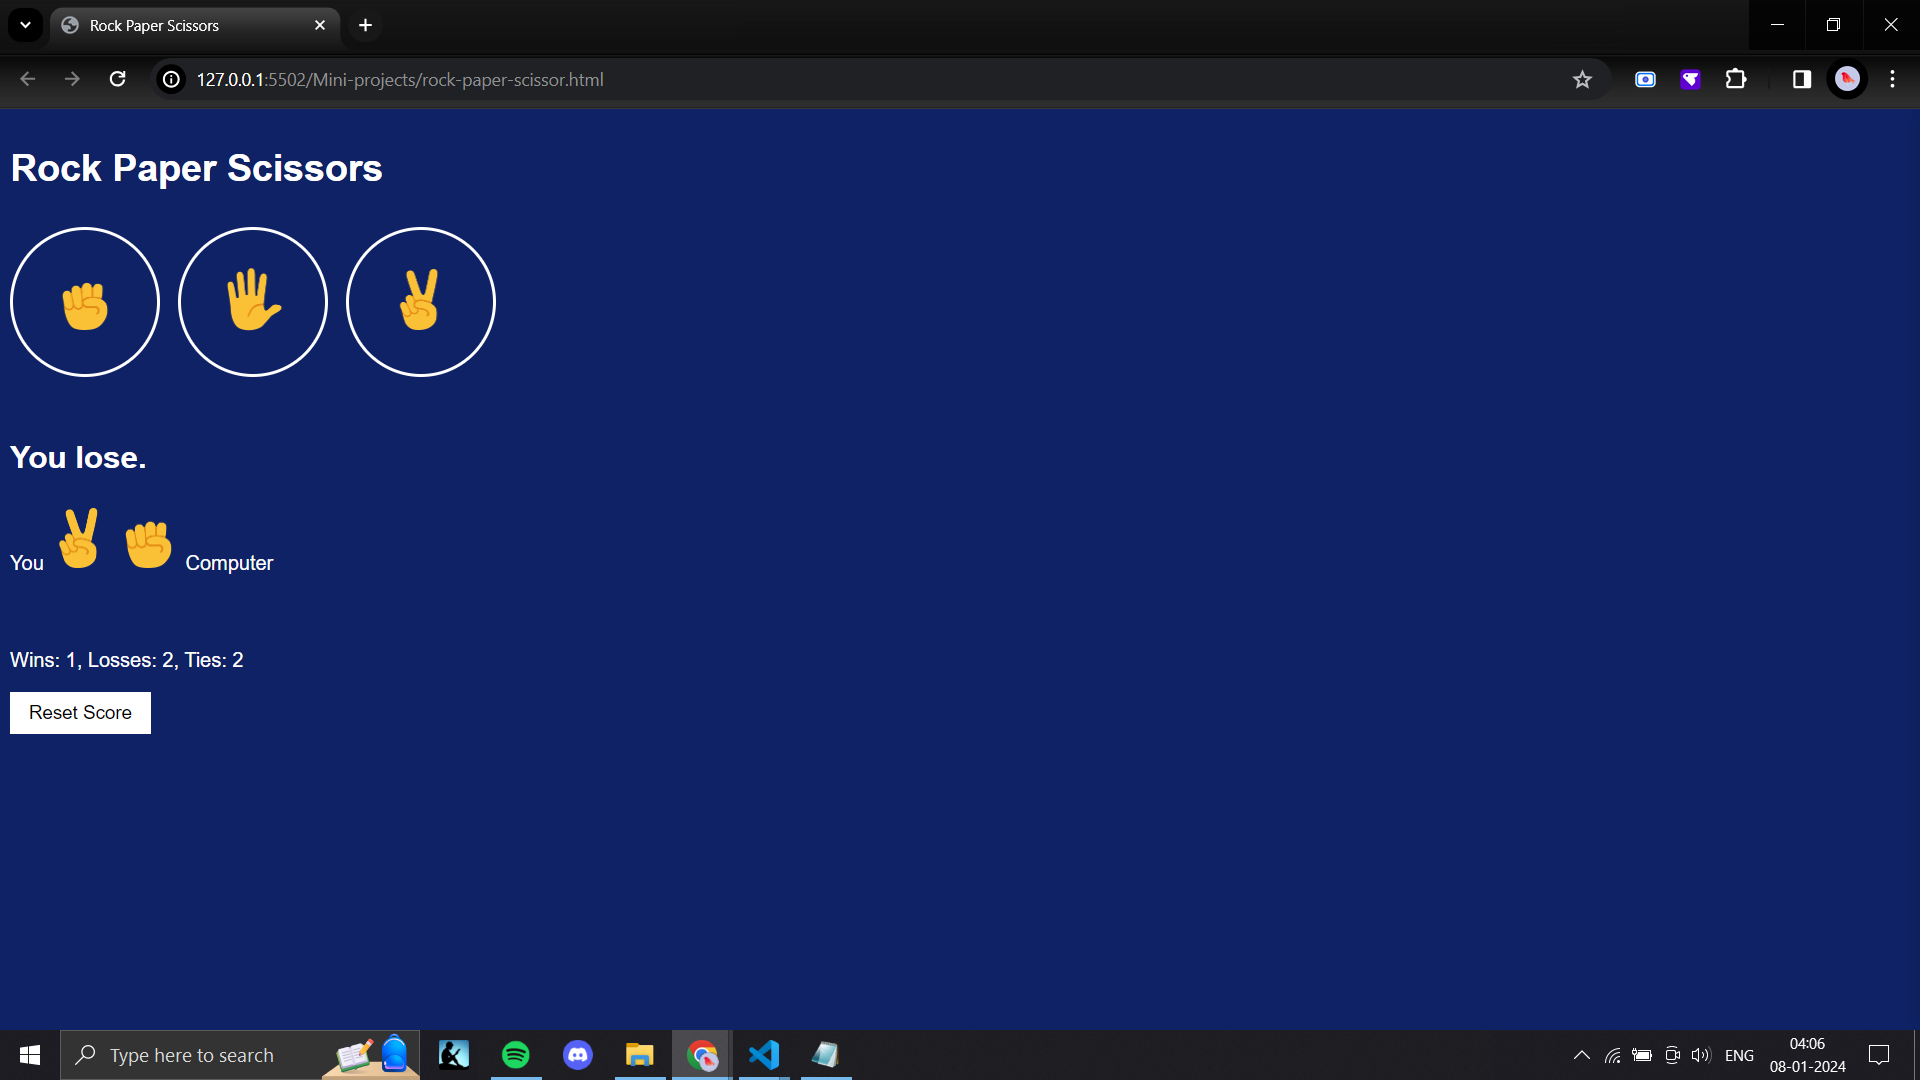 Rock Paper Scissors
127.0.0.1:5502/Mini-projects/rock-paper-scissor.html
Rock Paper Scissors
You lose.
You Computer
Wins: 1, Losses: 2, Ties: 2
Reset Score
Type here to search
ENG
04:06
08-01-2024